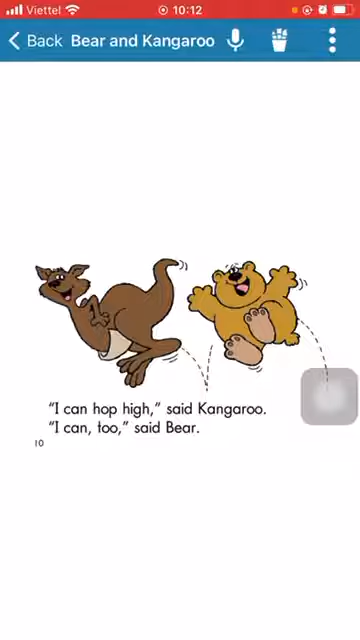 Viettel 10:12
Back Bear and Kangaroo
"I can hop high," said Kangaroo.
"I can, too," said Bear.
10